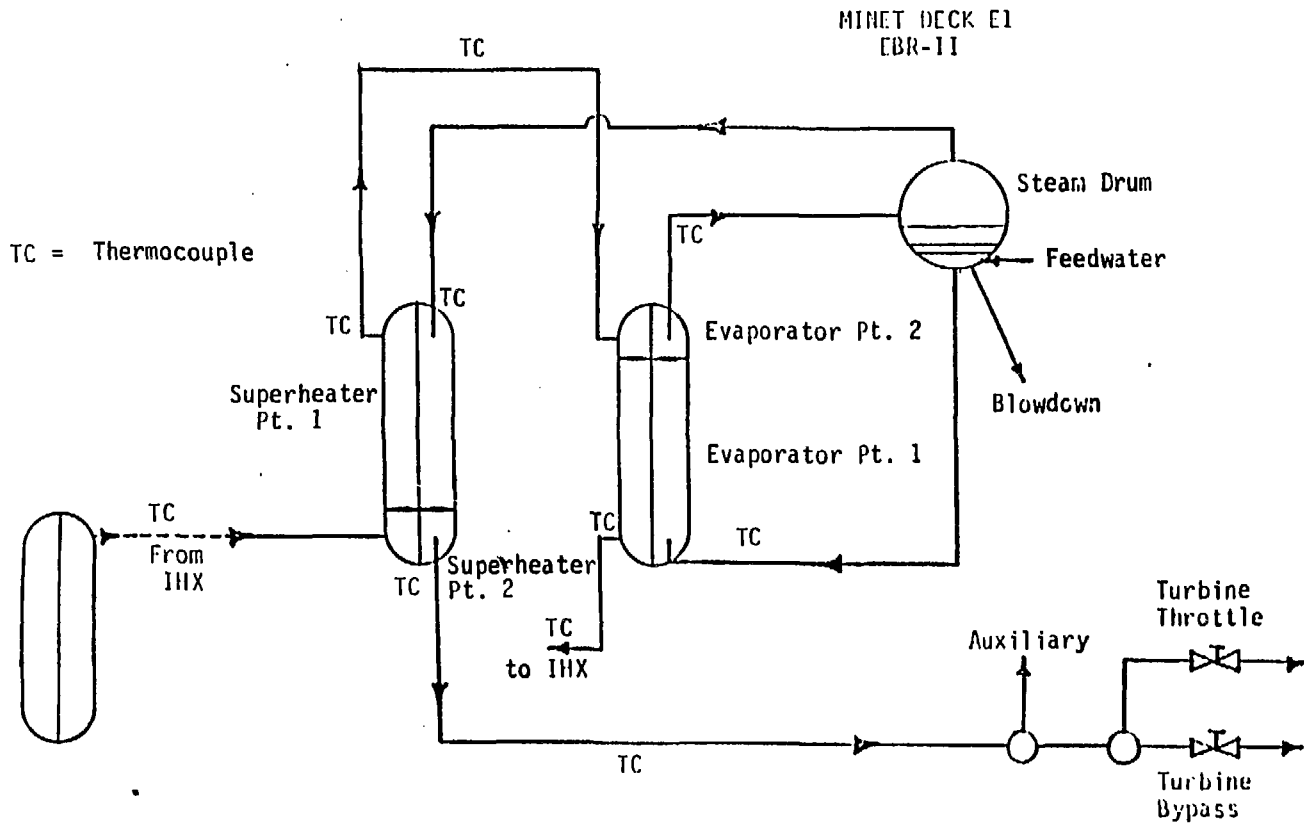 MINET DECK E1
EBR-II
TC
Steam Drum
TC = Thermocouple
TC
Feedwater
TC
TC
Evaporator Pt. 2
Superheater
Pt. 1
Blowdown
Evaporator Pt. 1
TC
From
IHX
TC
TC
TC
Superheater
Pt. 2
TC
to IHX
Auxiliary
Turbine
Throttle
TC
Turbine
Bypass